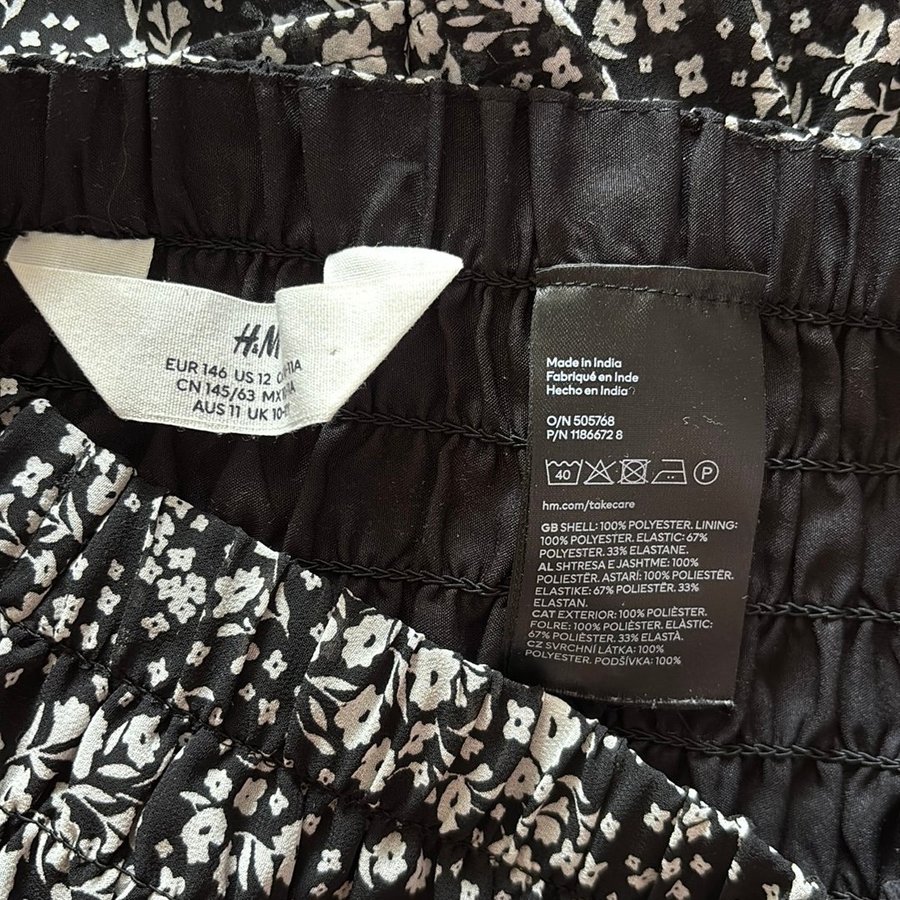 H&M
EUR 146 US 12
CN 145/63
AUS 11 UK
Made in India
Fabriqué en Inde
Hecho en India
O/N 505768
P/N 1186672 8
40
P
hm.com/takecare
GB SHELL: 100% POLYESTER. LINING:
100% POLYESTER. ELASTIC: 67%
POLYESTER. 33% ELASTANE.
AL SHTRESA E JASHTME: 100%
POLIESTËR. ASTARI: 100% POLIESTËR.
ELASTIKE: 67% POLIESTËR. 33%
ELASTAN.
CAT EXTERIOR: 100% POLIÈSTER.
FOLRE: 100% POLIÈSTER. ELÀSTIC:
67% POLIÈSTER. 33% ELASTÀ.
CZ SVRCHNÍ LÁTKA: 100%
POLYESTER. PODŠÍVKA: 100%